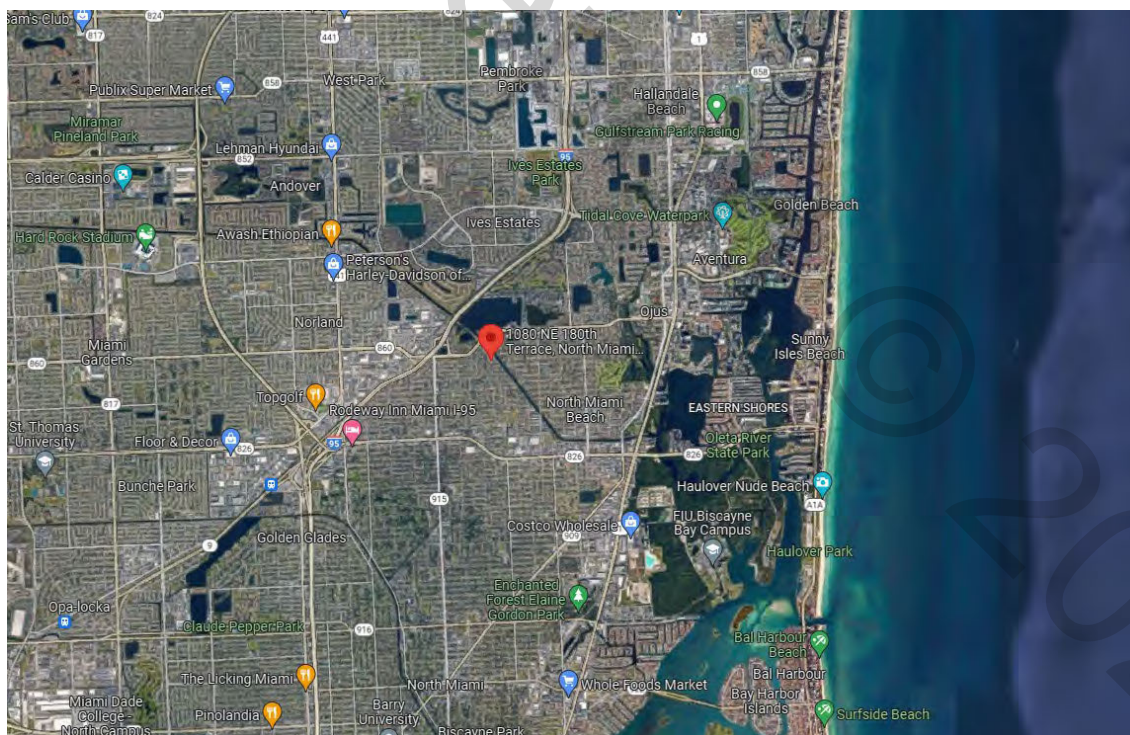 Sam's Club
817
824
441
824
1
858
Publix Super Market
858
West Park
Pembroke
Park
Hallandale
Beach
Gulfstream Park Racing
Miramar
Pineland Park
Lehman Hyundai
852
95
Ives Estates
Park
Calder Casino
Andover
Golden Beach
Tidal Cove Waterpark
Ives Estates
Hard Rock Stadium
Awash Ethiopian
Aventura
Peterson's
Harley-Davidson of...
Norland
Ojus
1080 NE 180th
Terrace, North Miami...
Sunny
Isles Beach
Miami
Gardens
860
860
817
Topgolf
Rodeway Inn Miami I-95
North Miami
Beach
EASTERN SHORES
St. Thomas
University
Floor & Decor
826
95
826
826
Oleta River
State Park
Bunche Park
915
Haulover Nude Beach
A1A
Costco Wholesale
FIU Biscayne
Bay Campus
909
9
Golden Glades
Haulover Park
Enchanted
Forest Elaine
Gordon Park
Opa-locka
Claude Pepper Park
916
Bal Harbour
Beach
The Licking Miami
North Miami
Whole Foods Market
Bal Harbour
Bay Harbor
Islands
Miami Dade
College -
North Campus
Pinolandia
Barry
University
Biscayne Park
Surfside Beach
©